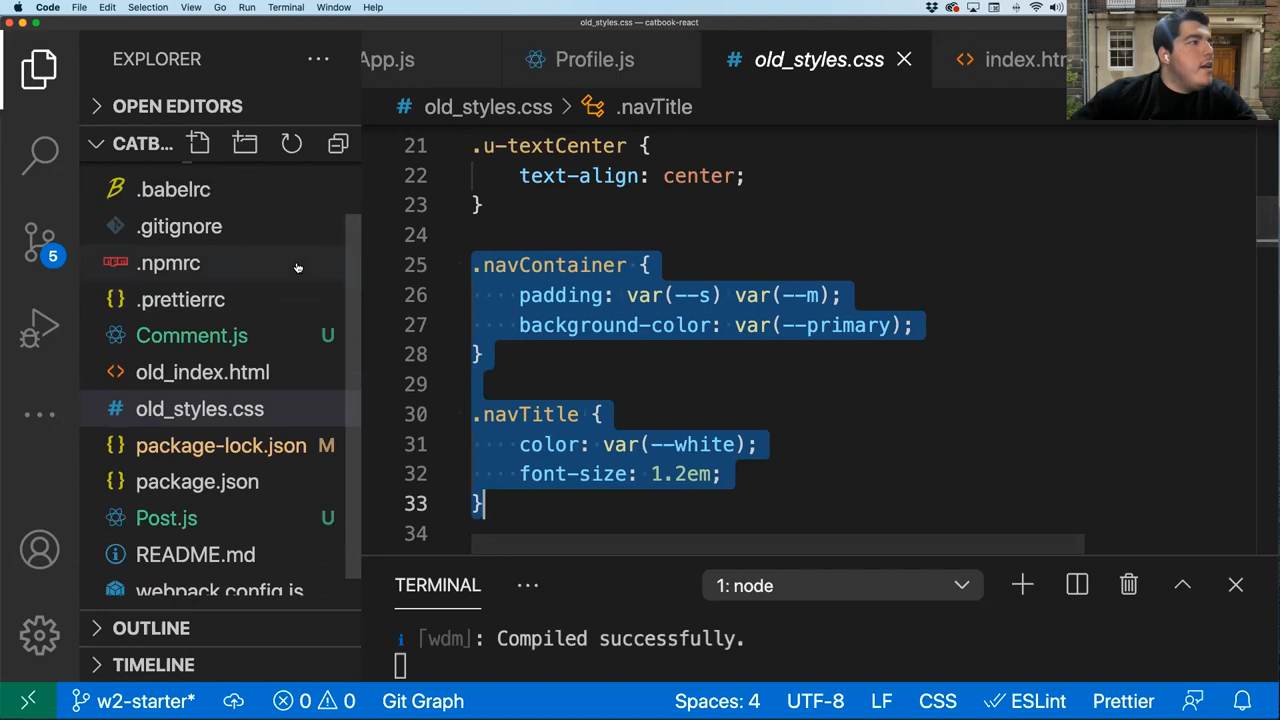 Code File Edit Selection View Go Run Terminal Window Help
old_styles.css — catbook-react
EXPLORER
App.js
Profile.js
old_styles.css
OPEN EDITORS
old_styles.css > .navTitle
CATB...
.babelrc
.gitignore
.npmrc
.prettierrc
Comment.js U
old_index.html
old_styles.css
package-lock.json M
package.json
Post.js U
README.md
webpack.config.js
OUTLINE
TIMELINE
5
21 .u-textCenter {
22 text-align: center;
23 }
24
25 .navContainer {
26 padding: var(--s) var(--m);
27 background-color: var(--primary);
28 }
29
30 .navTitle {
31 color: var(--white);
32 font-size: 1.2em;
33 }
34
TERMINAL
1: node
i ｢wdm｣: Compiled successfully.
w2-starter* 0 0 Git Graph Spaces: 4 UTF-8 LF CSS ESLint Prettier